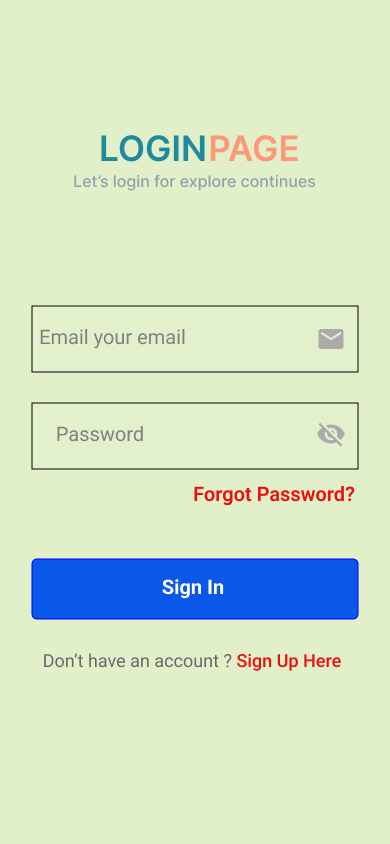 LOGINPAGE
Let's login for explore continues
Email your email
Password
Forgot Password?
Sign In
Don't have an account ? Sign Up Here